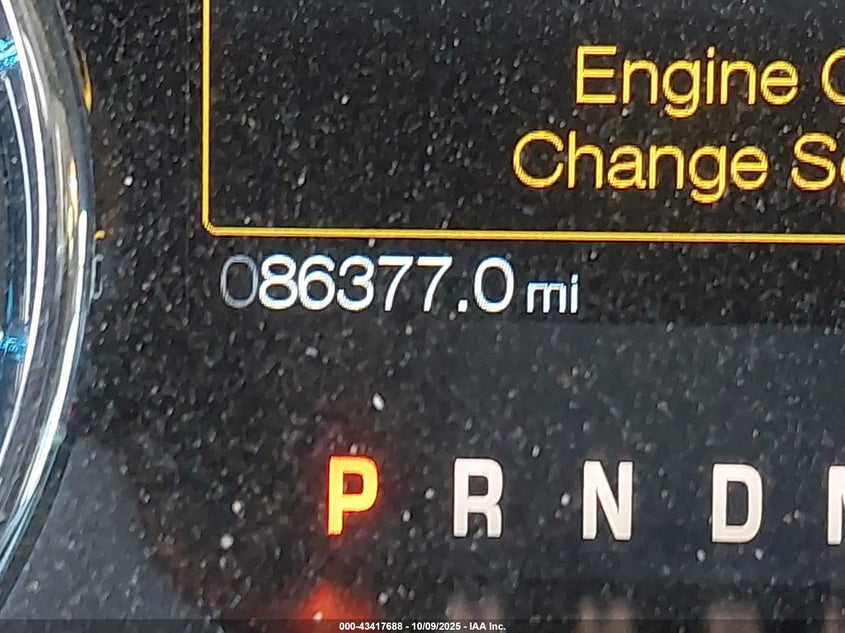 Engine
Change
086377.0 mi
P R N D
000-43417688 - 10/09/2025 - IAA Inc.